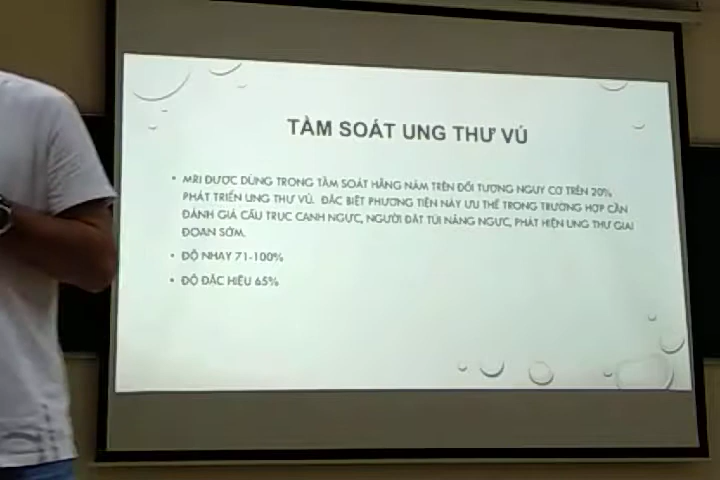 TẦM SOÁT UNG THƯ VÚ
• MRI ĐƯỢC DÙNG TRONG TẦM SOÁT HẰNG NĂM TRÊN ĐỐI TƯỢNG NGUY CƠ TRÊN 20%
PHÁT TRIỂN UNG THƯ VÚ. ĐẶC BIỆT PHƯƠNG TIỆN NÀY ƯU THẾ TRONG TRƯỜNG HỢP CẦN
ĐÁNH GIÁ CẤU TRÚC CẠNH NGỰC, NGƯỜI ĐẶT TÚI NÂNG NGỰC, PHÁT HIỆN UNG THƯ GIAI
ĐOẠN SỚM.
• ĐỘ NHẠY 71-100%
• ĐỘ ĐẶC HIỆU 65%